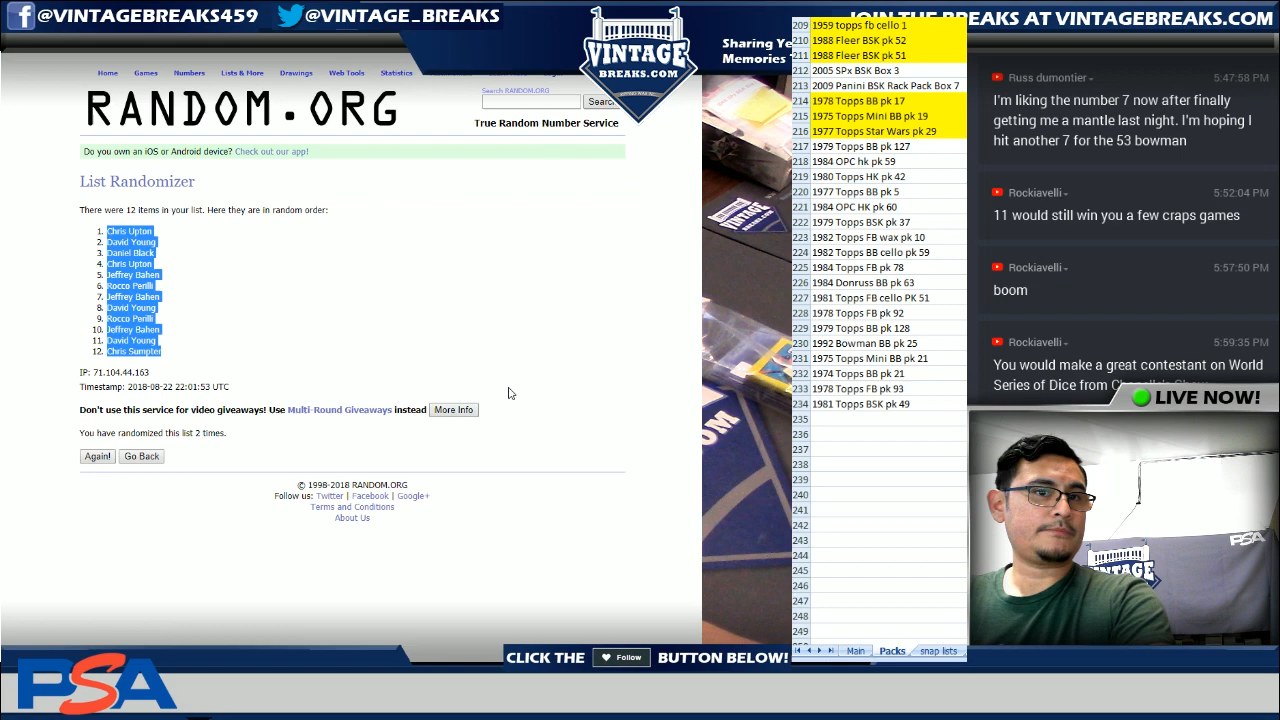 @VINTAGEBREAKS459
@VINTAGE_BREAKS
VINTAGE
BREAKS.COM
Sharing
Memories
JOIN THE BREAKS AT VINTAGEBREAKS.COM
Home Games Numbers Lists & More Drawings Web Tools Statistics
Search RANDOM.ORG
RANDOM.ORG
True Random Number Service
Do you own an iOS or Android device? Check out our app!
List Randomizer
There were 12 items in your list. Here they are in random order:
1. Chris Upton
2. David Young
3. Daniel Black
4. Chris Upton
5. Jeffrey Bahen
6. Rocco Perilli
7. Jeffrey Bahen
8. David Young
9. Rocco Perilli
10. Jeffrey Bahen
11. David Young
12. Chris Sumpter
IP: 71.104.44.163
Timestamp: 2018-08-22 22:01:53 UTC
Don't use this service for video giveaways! Use Multi-Round Giveaways instead More Info
You have randomized this list 2 times.
Again! Go Back
© 1998-2018 RANDOM.ORG
Follow us: Twitter | Facebook | Google+
Terms and Conditions
About Us
209 1959 topps fb cello 1
210 1988 Fleer BSK pk 52
211 1988 Fleer BSK pk 51
212 2005 SPx BSK Box 3
213 2009 Panini BSK Rack Pack Box 7
214 1978 Topps BB pk 17
215 1975 Topps Mini BB pk 19
216 1977 Topps Star Wars pk 29
217 1979 Topps BB pk 127
218 1984 OPC hk pk 59
219 1980 Topps HK pk 42
220 1977 Topps BB pk 5
221 1984 OPC HK pk 60
222 1979 Topps BSK pk 37
223 1982 Topps FB wax pk 10
224 1982 Topps BB cello pk 59
225 1984 Topps FB pk 78
226 1984 Donruss BB pk 63
227 1981 Topps FB cello PK 51
228 1978 Topps FB pk 92
229 1979 Topps BB pk 128
230 1992 Bowman BB pk 25
231 1975 Topps Mini BB pk 21
232 1974 Topps BB pk 21
233 1978 Topps FB pk 93
234 1981 Topps BSK pk 49
235
236
237
238
239
240
241
242
243
244
245
246
247
248
249
Main Packs snap lists
Russ dumontier 5:47:58 PM
I'm liking the number 7 now after finally
getting me a mantle last night. I'm hoping I
hit another 7 for the 53 bowman
Rockiavelli 5:52:04 PM
11 would still win you a few craps games
Rockiavelli 5:57:50 PM
boom
Rockiavelli 5:59:35 PM
You would make a great contestant on World
Series of Dice from
LIVE NOW!
VINTAGE
PSA
CLICK THE Follow BUTTON BELOW!
PSA